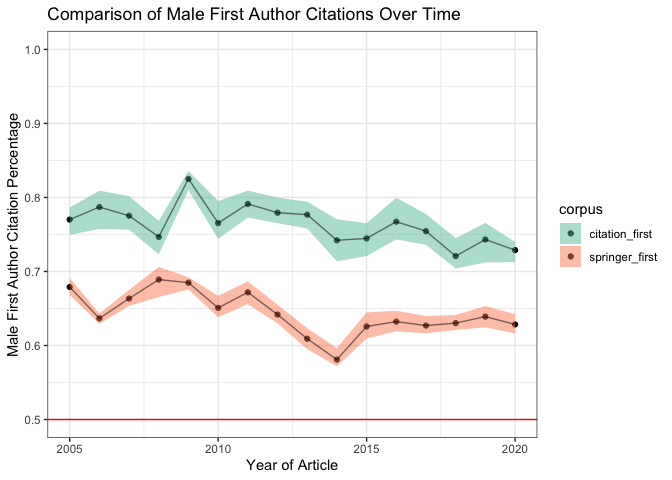 Comparison of Male First Author Citations Over Time
Male First Author Citation Percentage
1.0
0.9
0.8
0.7
0.6
0.5
2005
2010
2015
2020
Year of Article
corpus
citation_first
springer_first